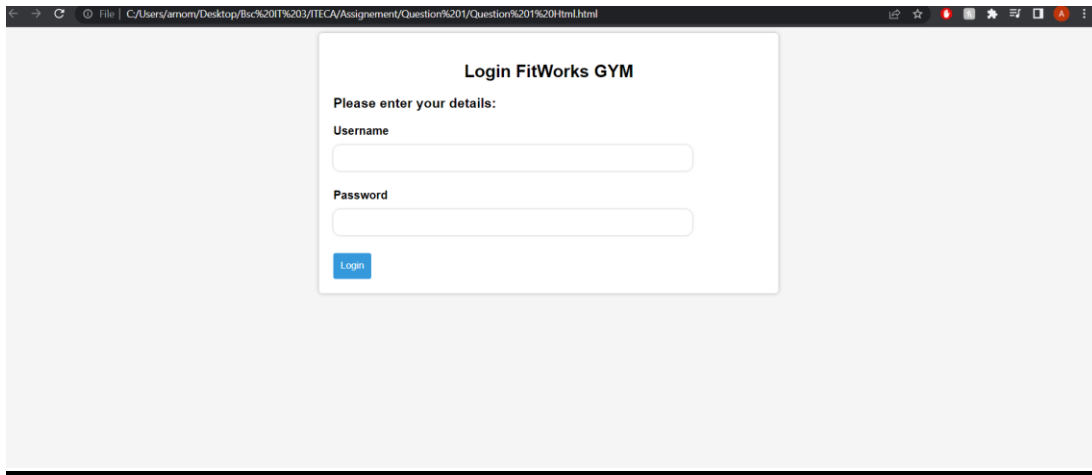 File | C:/Users/arnom/Desktop/Bsc%20IT%203/ITECA/Assignement/Question%201/Question%201%20Html.html
A
Login FitWorks GYM
Please enter your details:
Username
Password
Login